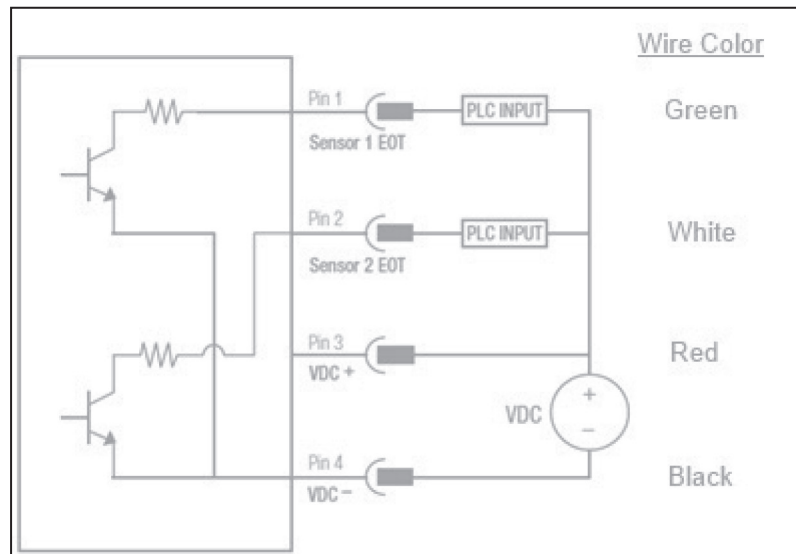 Wire Color
Pin 1
PLC INPUT
Green
Sensor 1 EOT
Pin 2
PLC INPUT
White
Sensor 2 EOT
Pin 3
Red
VDC +
VDC
+
−
Pin 4
Black
VDC −